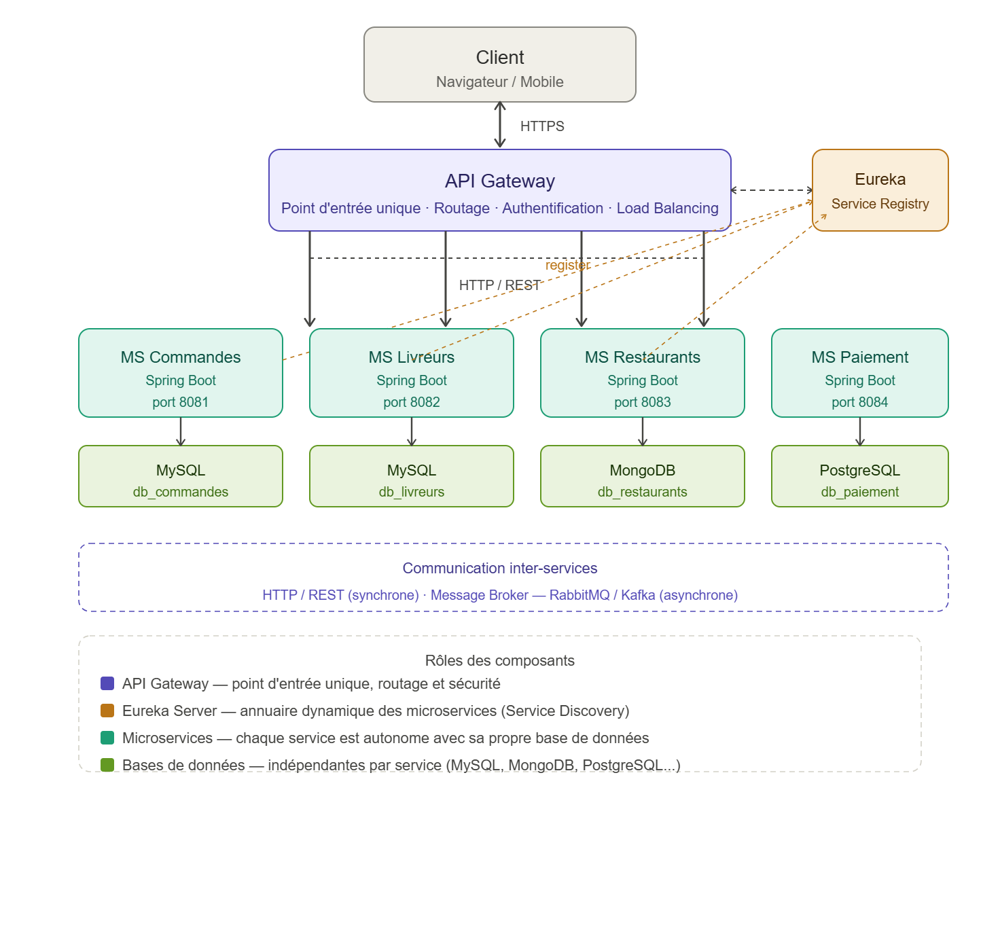 Client
Navigateur / Mobile
HTTPS
API Gateway
Point d'entrée unique · Routage · Authentification · Load Balancing
Eureka
Service Registry
register
HTTP / REST
MS Commandes
Spring Boot
port 8081
MS Livreurs
Spring Boot
port 8082
MS Restaurants
Spring Boot
port 8083
MS Paiement
Spring Boot
port 8084
MySQL
db_commandes
MySQL
db_livreurs
MongoDB
db_restaurants
PostgreSQL
db_paiement
Communication inter-services
HTTP / REST (synchrone) · Message Broker — RabbitMQ / Kafka (asynchrone)
Rôles des composants
API Gateway — point d'entrée unique, routage et sécurité
Eureka Server — annuaire dynamique des microservices (Service Discovery)
Microservices — chaque service est autonome avec sa propre base de données
Bases de données — indépendantes par service (MySQL, MongoDB, PostgreSQL...)